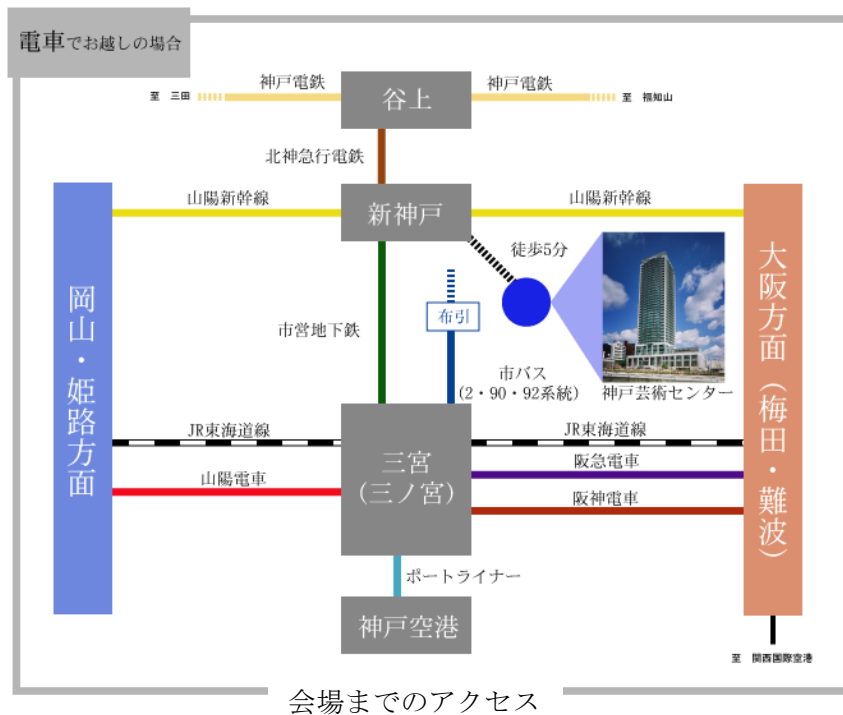 電車でお越しの場合
神戸電鉄
神戸電鉄
至 三田
谷上
至 福知山
北神急行電鉄
山陽新幹線
新神戸
山陽新幹線
徒歩5分
岡山・姫路方面
大阪方面(梅田・難波)
布引
市営地下鉄
市バス
(2・90・92系統)
神戸芸術センター
JR東海道線
JR東海道線
三宮
(三ノ宮)
阪急電車
山陽電車
阪神電車
ポートライナー
神戸空港
至 関西国際空港
会場までのアクセス